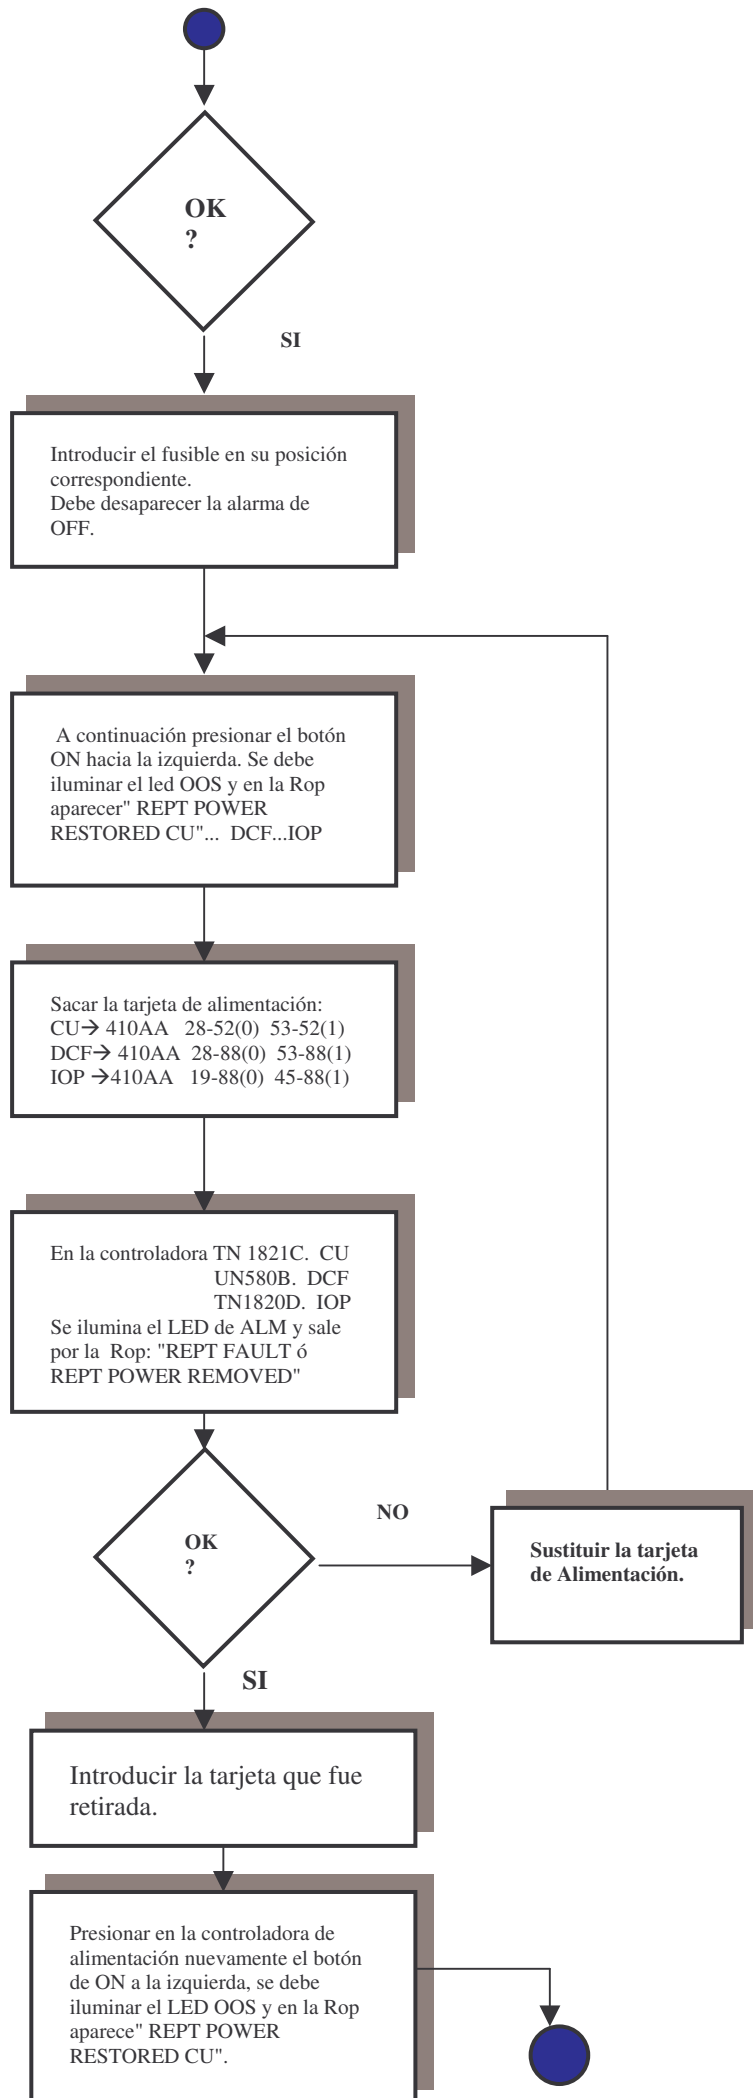 OK
?
SI
Introducir el fusible en su posición
correspondiente.
Debe desaparecer la alarma de
OFF.
A continuación presionar el botón
ON hacia la izquierda. Se debe
iluminar el led OOS y en la Rop
aparecer" REPT POWER
RESTORED CU"... DCF...IOP
Sacar la tarjeta de alimentación:
CU→ 410AA 28-52(0) 53-52(1)
DCF→ 410AA 28-88(0) 53-88(1)
IOP →410AA 19-88(0) 45-88(1)
En la controladora TN 1821C. CU
UN580B. DCF
TN1820D. IOP
Se ilumina el LED de ALM y sale
por la Rop: "REPT FAULT ó
REPT POWER REMOVED"
OK
?
NO
Sustituir la tarjeta
de Alimentación.
SI
Introducir la tarjeta que fue
retirada.
Presionar en la controladora de
alimentación nuevamente el botón
de ON a la izquierda, se debe
iluminar el LED OOS y en la Rop
aparece" REPT POWER
RESTORED CU".